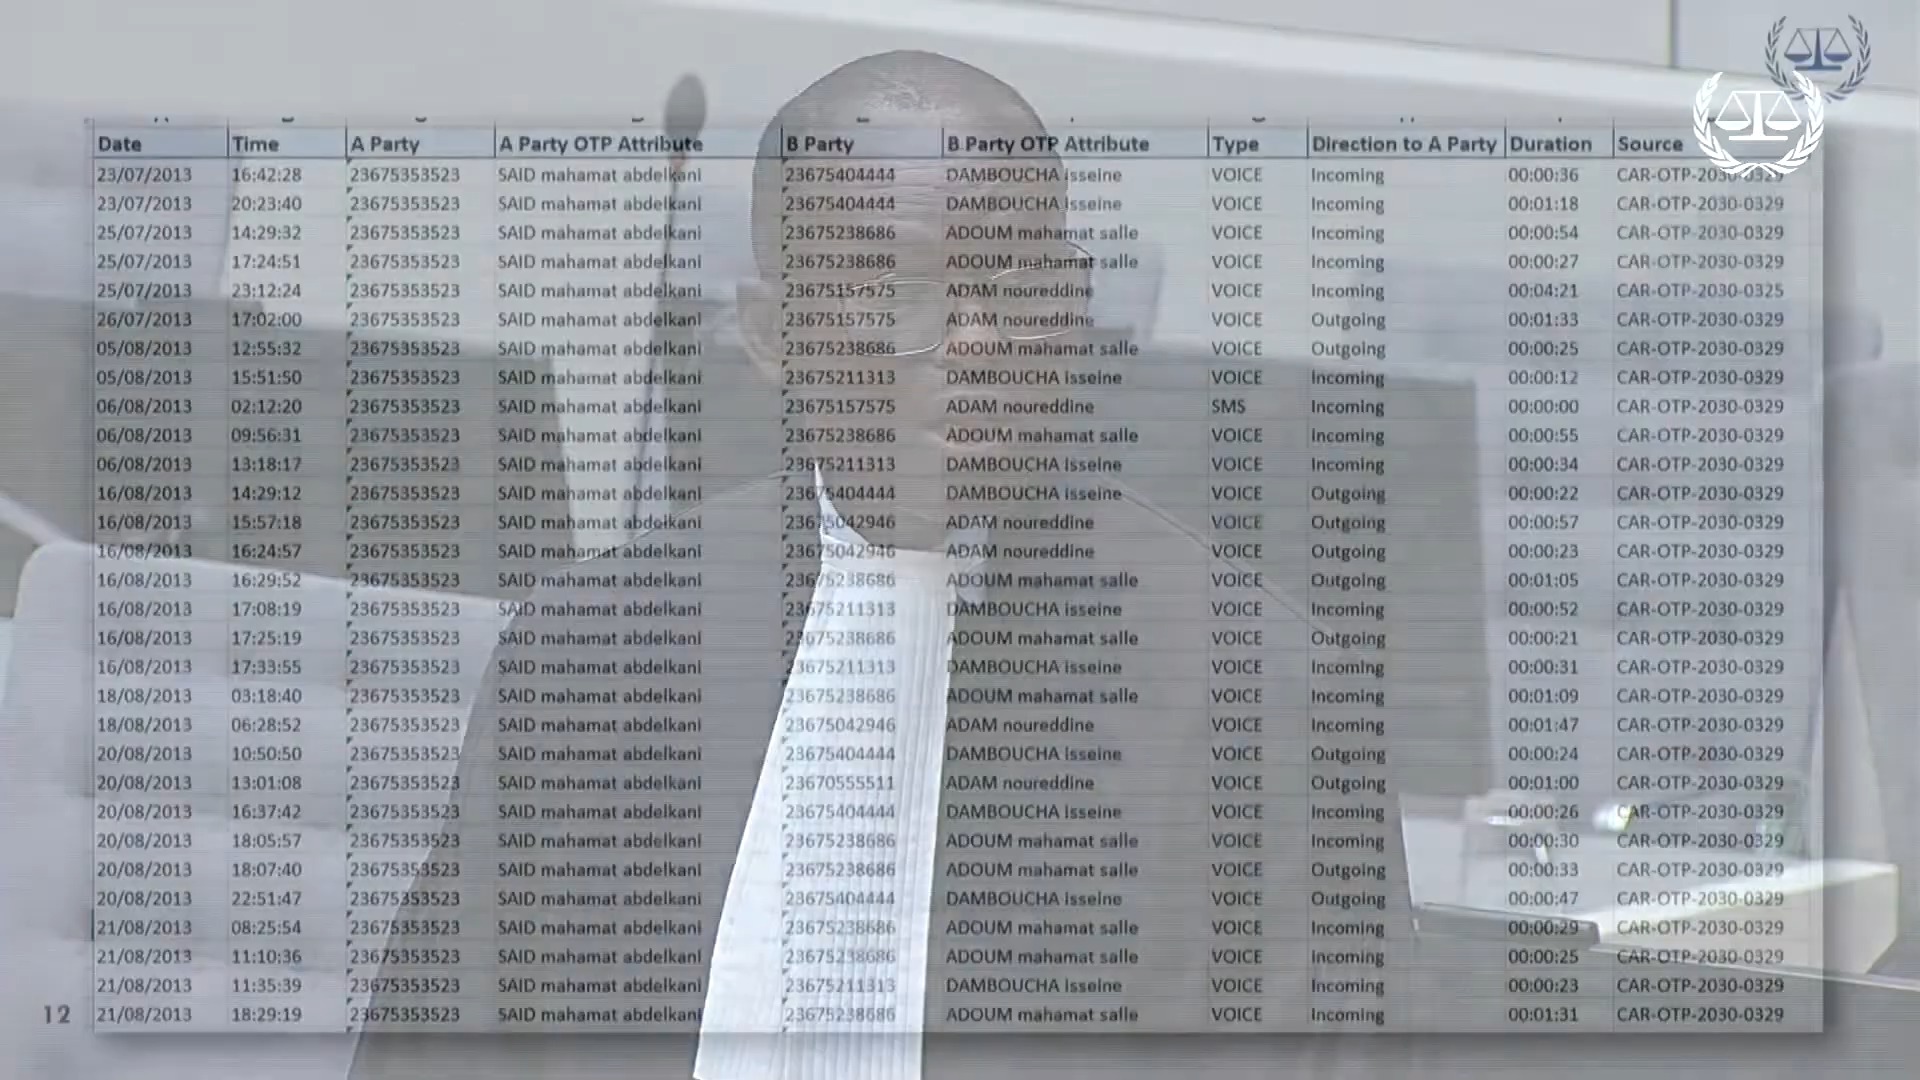 Date Time A Party A Party OTP Attribute B Party B Party OTP Attribute Type Direction to A Party Duration Source
23/07/2013 16:42:28 23675353523 SAID mahamat abdelkani 23675404444 DAMBOUCHA isseine VOICE Incoming 00:00:36 CAR-OTP-2030-0329
23/07/2013 20:23:40 23675353523 SAID mahamat abdelkani 23675404444 DAMBOUCHA isseine VOICE Incoming 00:01:18 CAR-OTP-2030-0329
25/07/2013 14:29:32 23675353523 SAID mahamat abdelkani 23675238686 ADOUM mahamat salle VOICE Incoming 00:00:54 CAR-OTP-2030-0329
25/07/2013 17:24:51 23675353523 SAID mahamat abdelkani 23675238686 ADOUM mahamat salle VOICE Incoming 00:00:27 CAR-OTP-2030-0329
25/07/2013 23:12:24 23675353523 SAID mahamat abdelkani 23675157575 ADAM noureddine VOICE Incoming 00:04:21 CAR-OTP-2030-0325
26/07/2013 17:02:00 23675353523 SAID mahamat abdelkani 23675157575 ADAM noureddine VOICE Outgoing 00:01:33 CAR-OTP-2030-0329
05/08/2013 12:55:32 23675353523 SAID mahamat abdelkani 23675238686 ADOUM mahamat salle VOICE Outgoing 00:00:25 CAR-OTP-2030-0329
05/08/2013 15:51:50 23675353523 SAID mahamat abdelkani 23675211313 DAMBOUCHA isseine VOICE Incoming 00:00:12 CAR-OTP-2030-0329
06/08/2013 02:12:20 23675353523 SAID mahamat abdelkani 23675157575 ADAM noureddine SMS Incoming 00:00:00 CAR-OTP-2030-0329
06/08/2013 09:56:31 23675353523 SAID mahamat abdelkani 23675238686 ADOUM mahamat salle VOICE Incoming 00:00:55 CAR-OTP-2030-0329
06/08/2013 13:18:17 23675353523 SAID mahamat abdelkani 23675211313 DAMBOUCHA isseine VOICE Incoming 00:00:34 CAR-OTP-2030-0329
16/08/2013 14:29:12 23675353523 SAID mahamat abdelkani 23675404444 DAMBOUCHA isseine VOICE Outgoing 00:00:22 CAR-OTP-2030-0329
16/08/2013 15:57:18 23675353523 SAID mahamat abdelkani 23675042946 ADAM noureddine VOICE Outgoing 00:00:57 CAR-OTP-2030-0329
16/08/2013 16:24:57 23675353523 SAID mahamat abdelkani 23675042946 ADAM noureddine VOICE Outgoing 00:00:23 CAR-OTP-2030-0329
16/08/2013 16:29:52 23675353523 SAID mahamat abdelkani 23675238686 ADOUM mahamat salle VOICE Outgoing 00:01:05 CAR-OTP-2030-0329
16/08/2013 17:08:19 23675353523 SAID mahamat abdelkani 23675211313 DAMBOUCHA isseine VOICE Incoming 00:00:52 CAR-OTP-2030-0329
16/08/2013 17:25:19 23675353523 SAID mahamat abdelkani 23675238686 ADOUM mahamat salle VOICE Outgoing 00:00:21 CAR-OTP-2030-0329
16/08/2013 17:33:55 23675353523 SAID mahamat abdelkani 23675211313 DAMBOUCHA isseine VOICE Incoming 00:00:31 CAR-OTP-2030-0329
18/08/2013 03:18:40 23675353523 SAID mahamat abdelkani 23675238686 ADOUM mahamat salle VOICE Incoming 00:01:09 CAR-OTP-2030-0329
18/08/2013 06:28:52 23675353523 SAID mahamat abdelkani 23675042946 ADAM noureddine VOICE Incoming 00:01:47 CAR-OTP-2030-0329
20/08/2013 10:50:50 23675353523 SAID mahamat abdelkani 23675404444 DAMBOUCHA isseine VOICE Outgoing 00:00:24 CAR-OTP-2030-0329
20/08/2013 13:01:08 23675353523 SAID mahamat abdelkani 23670555511 ADAM noureddine VOICE Outgoing 00:01:00 CAR-OTP-2030-0329
20/08/2013 16:37:42 23675353523 SAID mahamat abdelkani 23675404444 DAMBOUCHA isseine VOICE Incoming 00:00:26 CAR-OTP-2030-0329
20/08/2013 18:05:57 23675353523 SAID mahamat abdelkani 23675238686 ADOUM mahamat salle VOICE Incoming 00:00:30 CAR-OTP-2030-0329
20/08/2013 18:07:40 23675353523 SAID mahamat abdelkani 23675238686 ADOUM mahamat salle VOICE Outgoing 00:00:33 CAR-OTP-2030-0329
20/08/2013 22:51:47 23675353523 SAID mahamat abdelkani 23675404444 DAMBOUCHA isseine VOICE Outgoing 00:00:47 CAR-OTP-2030-0329
21/08/2013 08:25:54 23675353523 SAID mahamat abdelkani 23675238686 ADOUM mahamat salle VOICE Incoming 00:00:29 CAR-OTP-2030-0329
21/08/2013 11:10:36 23675353523 SAID mahamat abdelkani 23675238686 ADOUM mahamat salle VOICE Incoming 00:00:25 CAR-OTP-2030-0329
21/08/2013 11:35:39 23675353523 SAID mahamat abdelkani 23675211313 DAMBOUCHA isseine VOICE Incoming 00:00:23 CAR-OTP-2030-0329
12 21/08/2013 18:29:19 23675353523 SAID mahamat abdelkani 23675238686 ADOUM mahamat salle VOICE Incoming 00:01:31 CAR-OTP-2030-0329